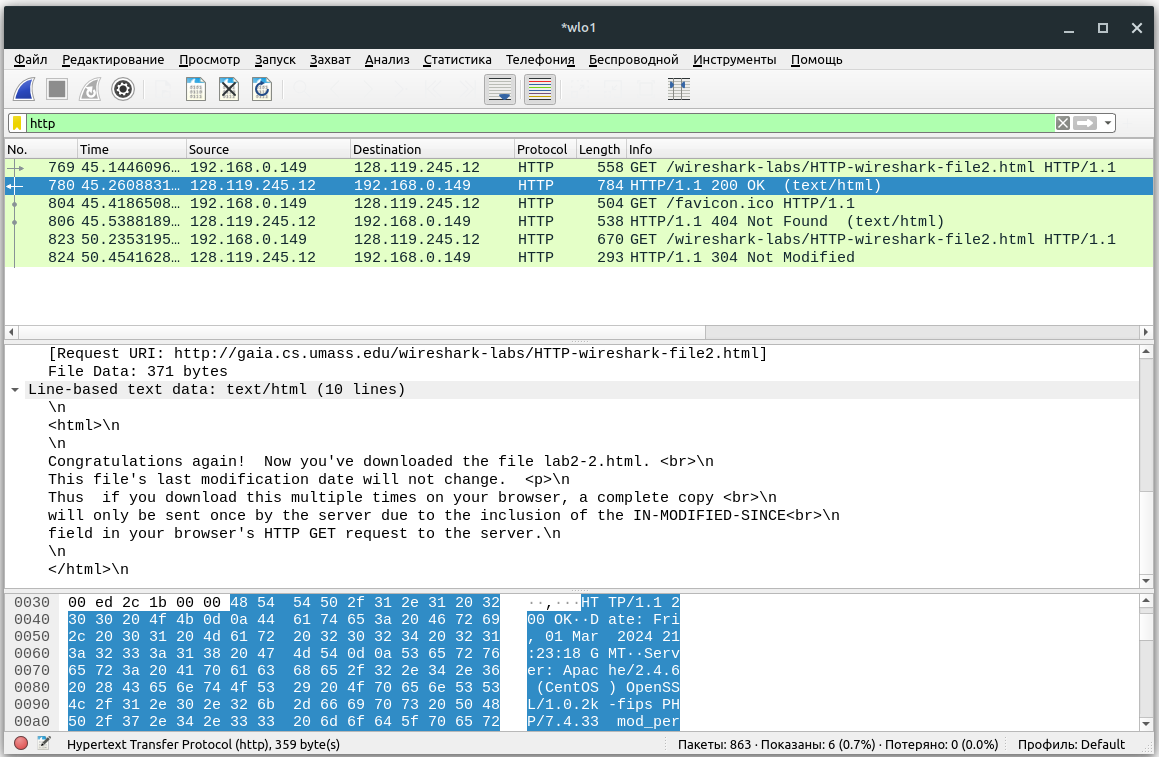 *wlo1
Файл Редактирование Просмотр Запуск Захват Анализ Статистика Телефония Беспроводной Инструменты Помощь
http
No. Time Source Destination Protocol Length Info
769 45.1446096… 192.168.0.149 128.119.245.12 HTTP 558 GET /wireshark-labs/HTTP-wireshark-file2.html HTTP/1.1
780 45.2608831… 128.119.245.12 192.168.0.149 HTTP 784 HTTP/1.1 200 OK  (text/html)
804 45.4186508… 192.168.0.149 128.119.245.12 HTTP 504 GET /favicon.ico HTTP/1.1
806 45.5388189… 128.119.245.12 192.168.0.149 HTTP 538 HTTP/1.1 404 Not Found  (text/html)
823 50.2353195… 192.168.0.149 128.119.245.12 HTTP 670 GET /wireshark-labs/HTTP-wireshark-file2.html HTTP/1.1
824 50.4541628… 128.119.245.12 192.168.0.149 HTTP 293 HTTP/1.1 304 Not Modified
[Request URI: http://gaia.cs.umass.edu/wireshark-labs/HTTP-wireshark-file2.html]
File Data: 371 bytes
Line-based text data: text/html (10 lines)
\n
<html>\n
\n
Congratulations again!  Now you've downloaded the file lab2-2.html. <br>\n
This file's last modification date will not change.  <p>\n
Thus  if you download this multiple times on your browser, a complete copy <br>\n
will only be sent once by the server due to the inclusion of the IN-MODIFIED-SINCE<br>\n
field in your browser's HTTP GET request to the server.\n
\n
</html>\n
0030 00 ed 2c 1b 00 00 48 54  54 50 2f 31 2e 31 20 32 ··,···HT TP/1.1 2
0040 30 30 20 4f 4b 0d 0a 44  61 74 65 3a 20 46 72 69 00 OK··D ate: Fri
0050 2c 20 30 31 20 4d 61 72  20 32 30 32 34 20 32 31 , 01 Mar  2024 21
0060 3a 32 33 3a 31 38 20 47  4d 54 0d 0a 53 65 72 76 :23:18 G MT··Serv
0070 65 72 3a 20 41 70 61 63  68 65 2f 32 2e 34 2e 36 er: Apac he/2.4.6
0080 20 28 43 65 6e 74 4f 53  29 20 4f 70 65 6e 53 53  (CentOS ) OpenSS
0090 4c 2f 31 2e 30 2e 32 6b  2d 66 69 70 73 20 50 48 L/1.0.2k -fips PH
00a0 50 2f 37 2e 34 2e 33 33  20 6d 6f 64 5f 70 65 72 P/7.4.33  mod_per
Hypertext Transfer Protocol (http), 359 byte(s) Пакеты: 863 · Показаны: 6 (0.7%) · Потеряно: 0 (0.0%) Профиль: Default